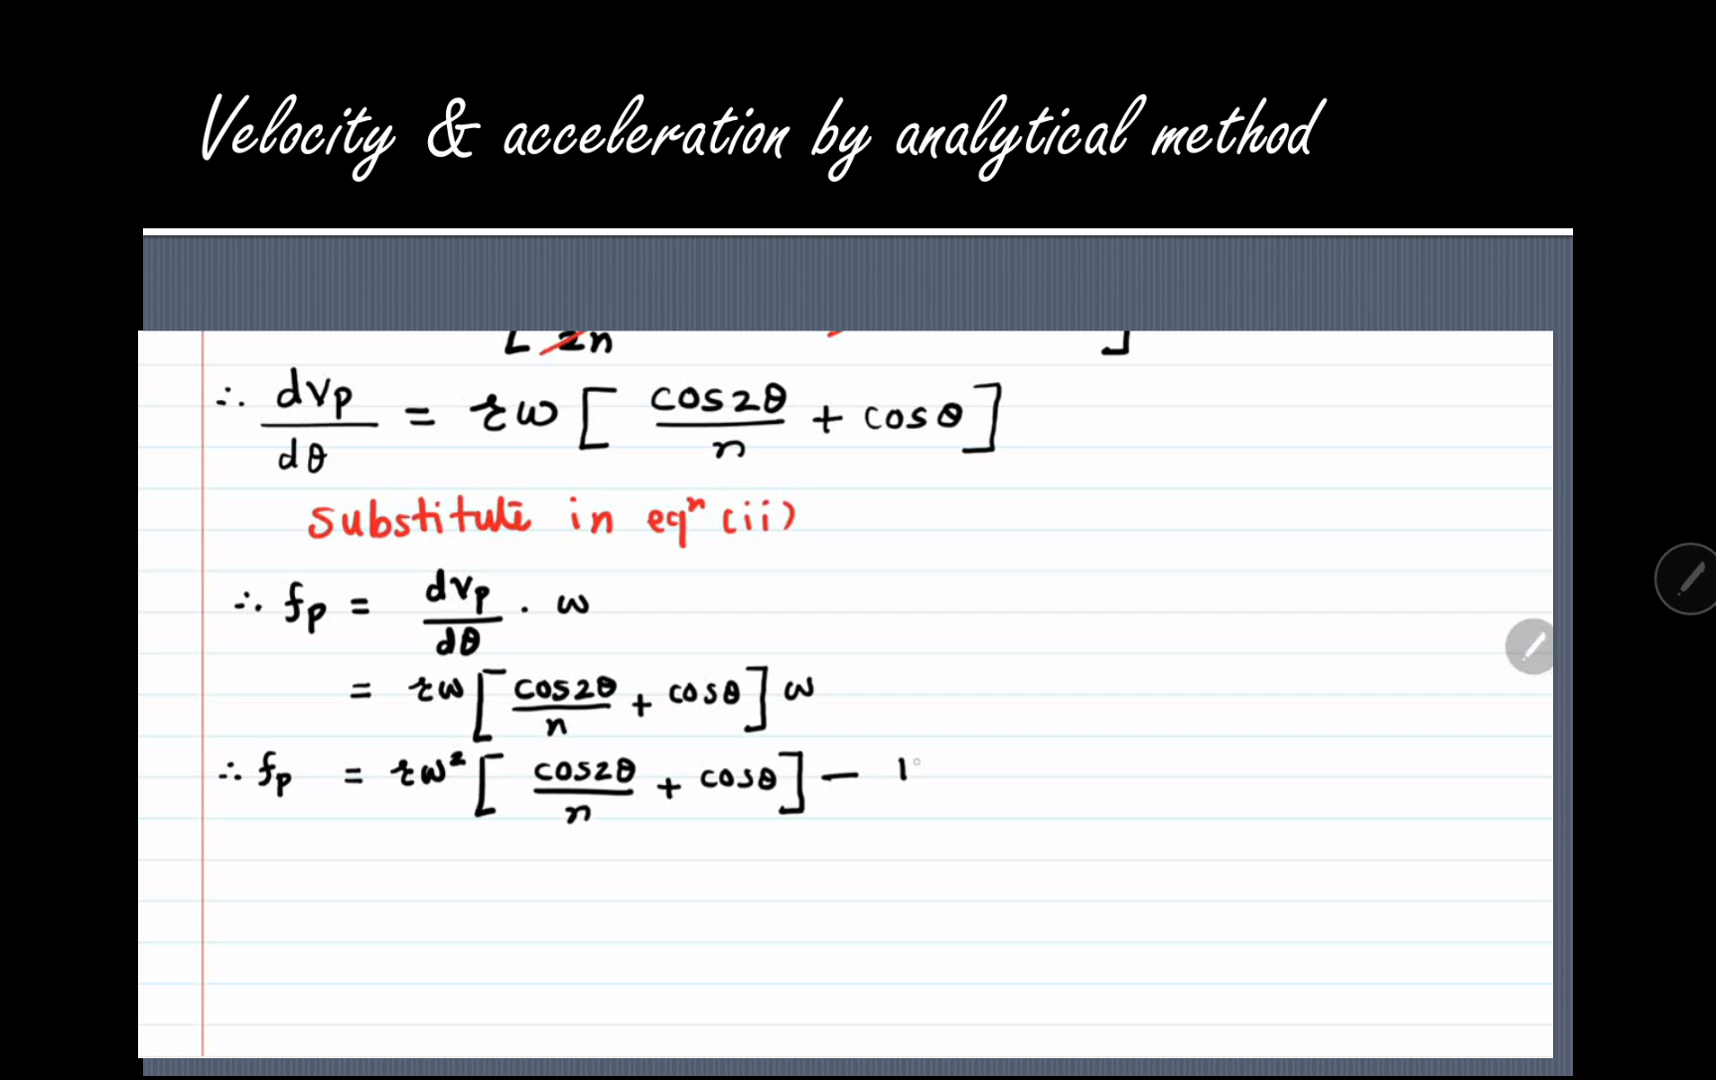 Velocity & acceleration by analytical method
[ 2n ]
∴ dvp/dθ = rω [ cos2θ/n + cosθ ]
substitute in eqⁿ (ii)
∴ fp = dvp/dθ . ω
= rω [ cos2θ/n + cosθ ] ω
∴ fp = rω² [ cos2θ/n + cosθ ] — 1